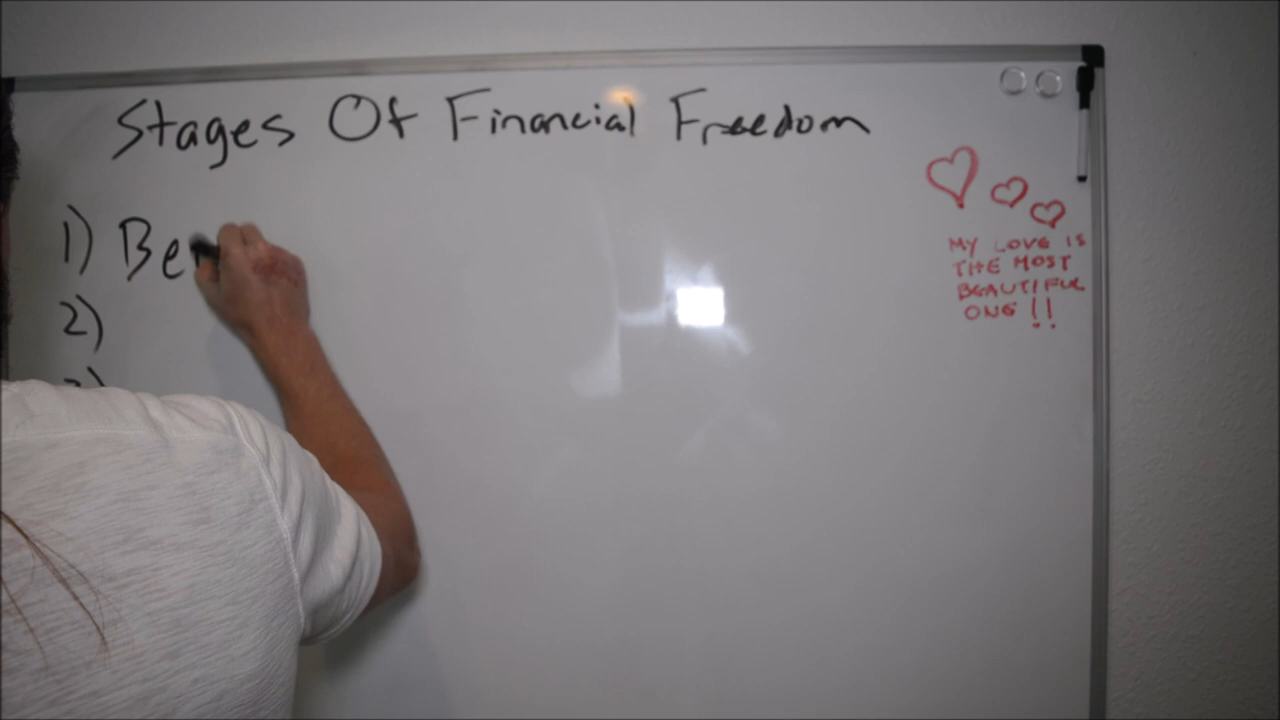 Stages Of Financial Freedom
1) Be
2)
MY LOVE IS
THE MOST
BEAUTIFUL
ONE !!